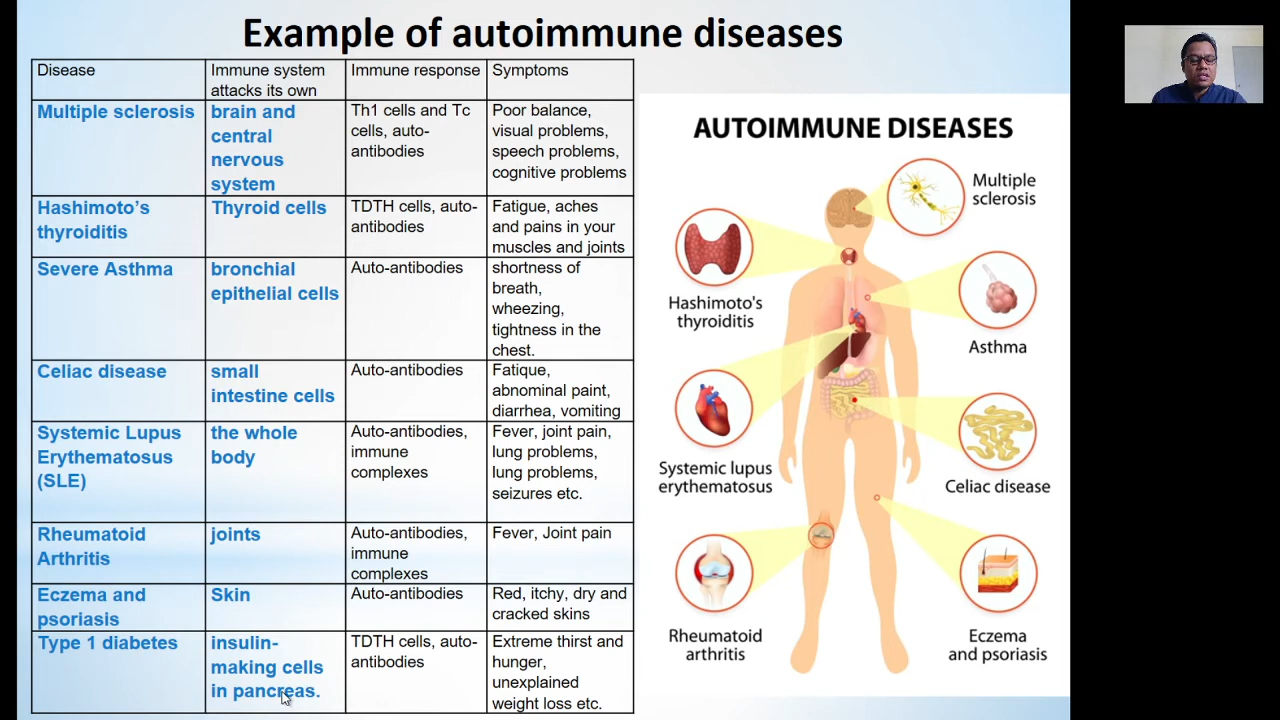 Example of autoimmune diseases
Disease
Immune system
attacks its own
Immune response
Symptoms
Multiple sclerosis
brain and
central
nervous
system
Th1 cells and Tc
cells, auto-
antibodies
Poor balance,
visual problems,
speech problems,
cognitive problems
Hashimoto’s
thyroiditis
Thyroid cells
TDTH cells, auto-
antibodies
Fatigue, aches
and pains in your
muscles and joints
Severe Asthma
bronchial
epithelial cells
Auto-antibodies
shortness of
breath,
wheezing,
tightness in the
chest.
Celiac disease
small
intestine cells
Auto-antibodies
Fatique,
abnominal paint,
diarrhea, vomiting
Systemic Lupus
Erythematosus
(SLE)
the whole
body
Auto-antibodies,
immune
complexes
Fever, joint pain,
lung problems,
lung problems,
seizures etc.
Rheumatoid
Arthritis
joints
Auto-antibodies,
immune
complexes
Fever, Joint pain
Eczema and
psoriasis
Skin
Auto-antibodies
Red, itchy, dry and
cracked skins
Type 1 diabetes
insulin-
making cells
in pancreas.
TDTH cells, auto-
antibodies
Extreme thirst and
hunger,
unexplained
weight loss etc.
AUTOIMMUNE DISEASES
Multiple
sclerosis
Hashimoto's
thyroiditis
Asthma
Systemic lupus
erythematosus
Celiac disease
Rheumatoid
arthritis
Eczema
and psoriasis